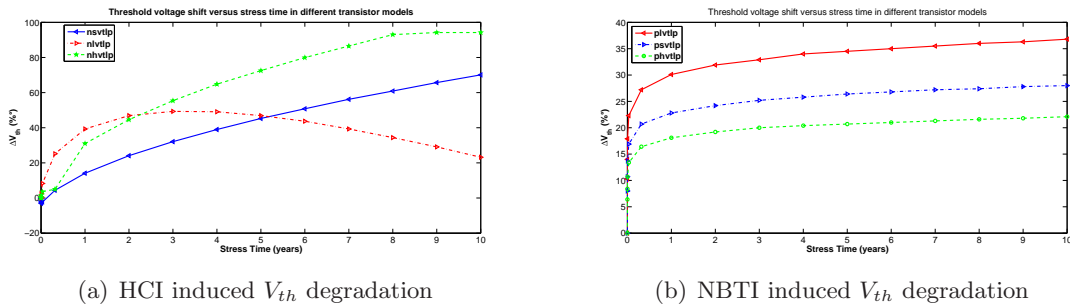 Threshold voltage shift versus stress time in different transistor models
100
80
60
40
20
0
−20
ΔV_th (%°)
nsvtlp
nlvtlp
nhvtlp
0 1 2 3 4 5 6 7 8 9 10
Stress Time (years)
(a) HCI induced V_th degradation
Threshold voltage shift versus stress time in different transistor models
40
35
30
25
20
15
10
5
0
ΔV_th (%°)
plvtlp
psvtlp
phvtlp
0 1 2 3 4 5 6 7 8 9 10
Stress Time (years)
(b) NBTI induced V_th degradation